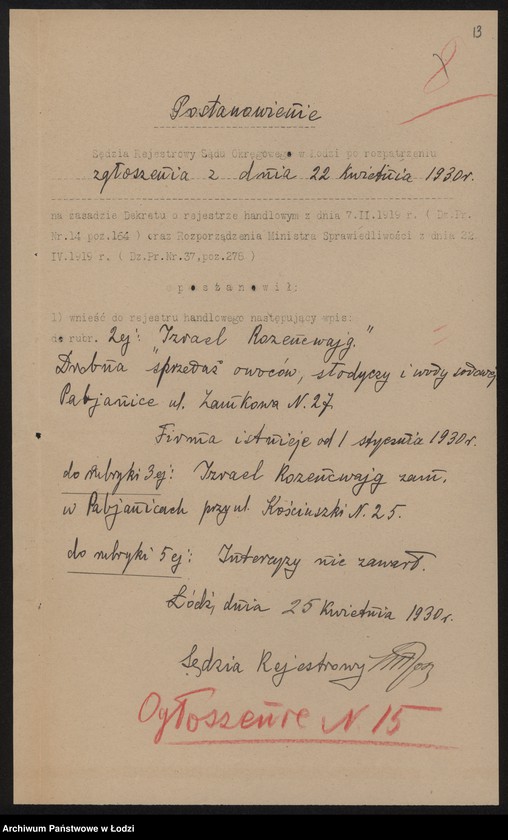 13
8
Postanowienie
Sędzia Rejestrowy Sądu Okręgowego w Łodzi po rozpatrzeniu
zgłoszenia z dnia 22 kwietnia 1930r.
na zasadzie Dekretu o rejestrze handlowym z dnia 7.II.1919 r. ( Dz.Pr.
Nr.14 poz.164 ) oraz Rozporządzenia Ministra Sprawiedliwości z dnia 22.
IV.1919 r. ( Dz.Pr.Nr.37,poz.278 )
p o s t a n o w i ł:
1) wnieść do rejestru handlowego następujący wpis:
do rubr. 2ej: "Izrael Rozencwajg."
Drobna sprzedaż owoców, słodyczy i wody sodowej
Pabjanice ul. Zamkowa N. 27.
Firma istnieje od 1 stycznia 1930r.
do rubryki 3ej: Izrael Rozencwajg zam.
w Pabjanicach przy ul. Kościuszki N. 25.
do rubryki 5ej: Intercyzy nie zawarł.
Łódź, dnia 25 kwietnia 1930r.
Sędzia Rejestrowy
Ogłoszenie N. 15
Archiwum Państwowe w Łodzi